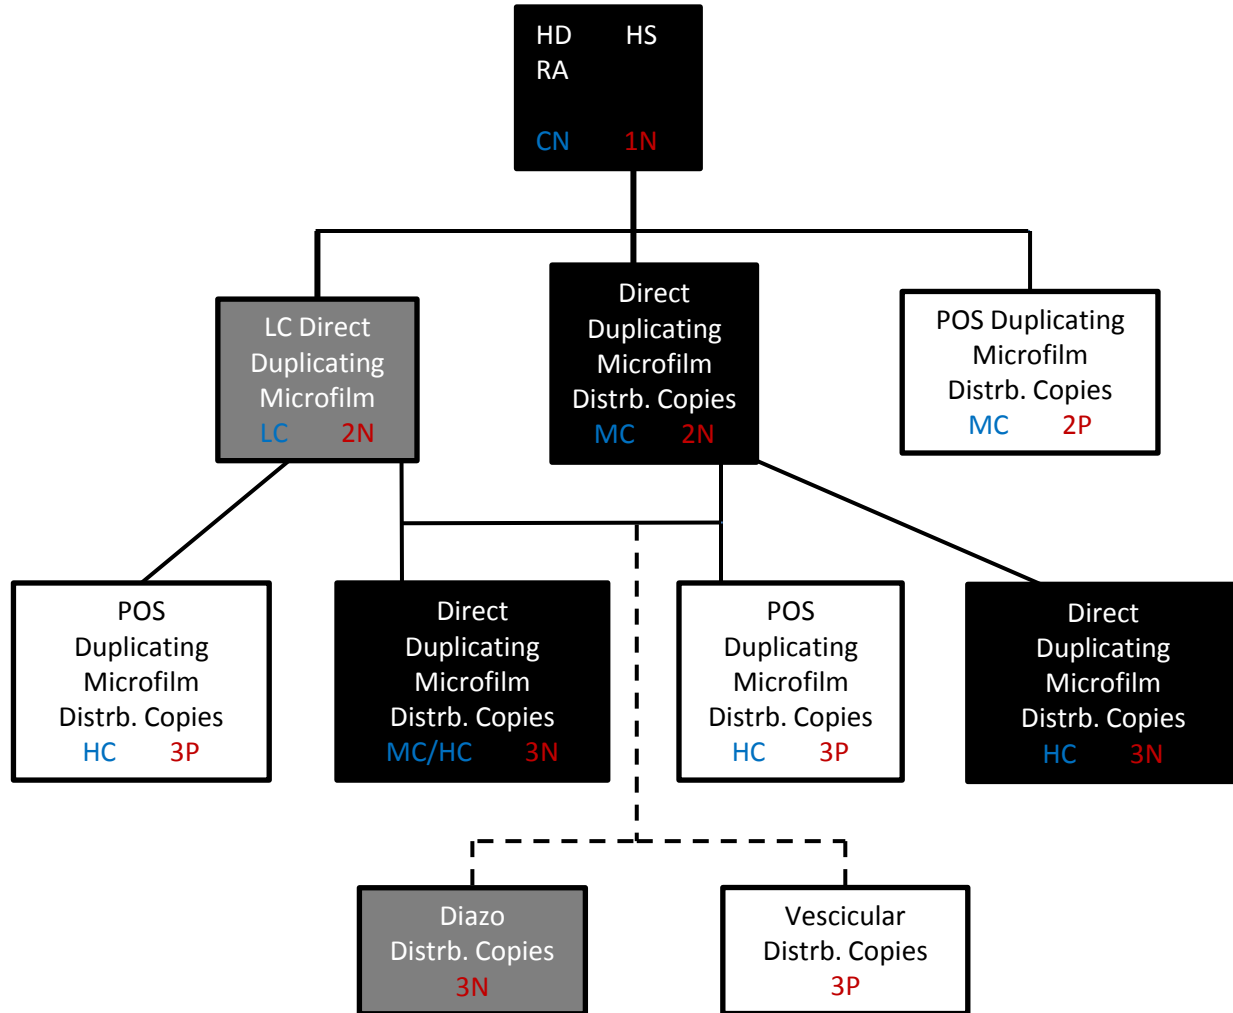 HD HS
RA
CN 1N
LC Direct
Duplicating
Microfilm
LC 2N
Direct
Duplicating
Microfilm
Distrb. Copies
MC 2N
POS Duplicating
Microfilm
Distrb. Copies
MC 2P
POS
Duplicating
Microfilm
Distrb. Copies
HC 3P
Direct
Duplicating
Microfilm
Distrb. Copies
MC/HC 3N
POS
Duplicating
Microfilm
Distrb. Copies
HC 3P
Direct
Duplicating
Microfilm
Distrb. Copies
HC 3N
Diazo
Distrb. Copies
3N
Vescicular
Distrb. Copies
3P